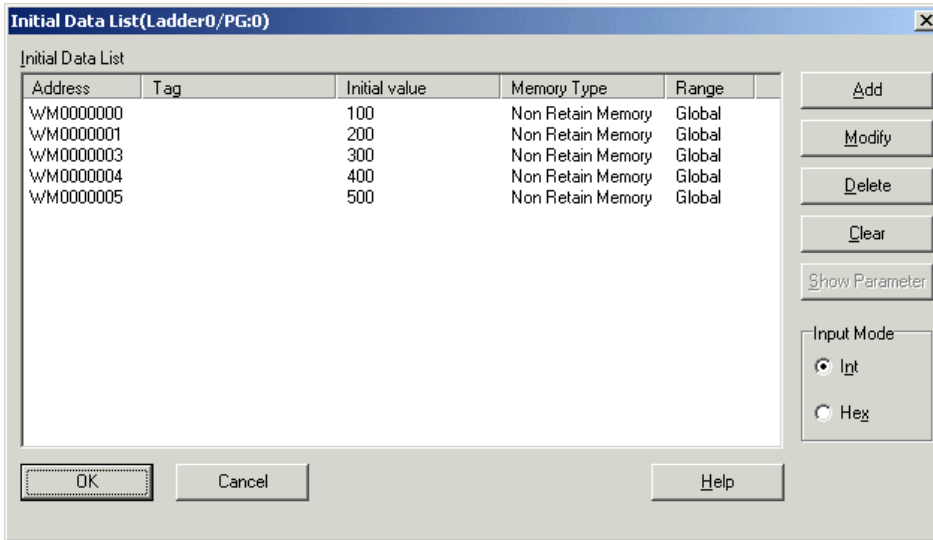 Initial Data List(Ladder0/PG:0)
Initial Data List
Address Tag Initial value Memory Type Range
WM0000000 100 Non Retain Memory Global
WM0000001 200 Non Retain Memory Global
WM0000003 300 Non Retain Memory Global
WM0000004 400 Non Retain Memory Global
WM0000005 500 Non Retain Memory Global
Add
Modify
Delete
Clear
Show Parameter
Input Mode
Int
Hex
OK Cancel Help